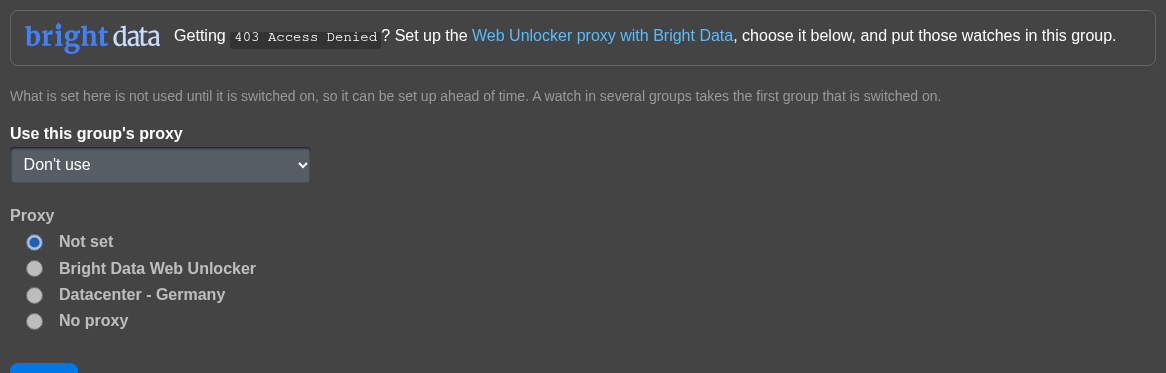 bright data Getting 403 Access Denied? Set up the Web Unlocker proxy with Bright Data, choose it below, and put those watches in this group.
What is set here is not used until it is switched on, so it can be set up ahead of time. A watch in several groups takes the first group that is switched on.
Use this group's proxy
Don't use
Proxy
Not set
Bright Data Web Unlocker
Datacenter - Germany
No proxy